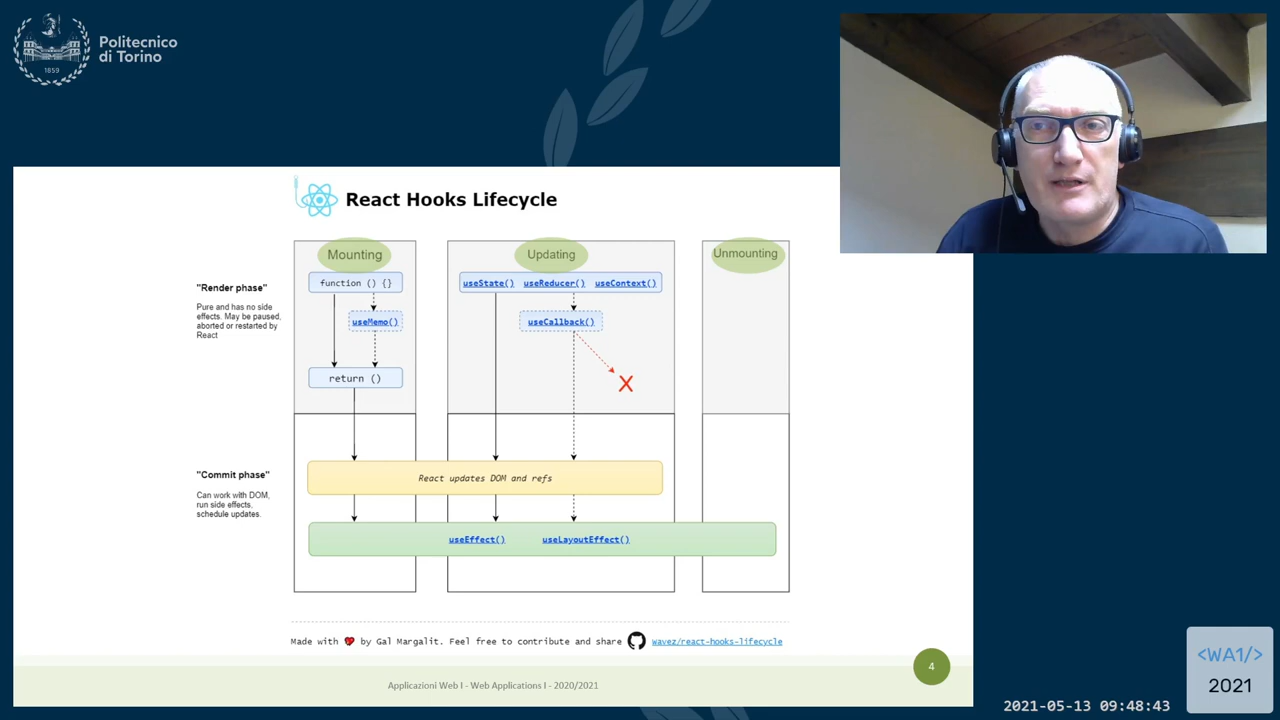 Politecnico
di Torino
1859
React Hooks Lifecycle
Mounting
Updating
Unmounting
"Render phase"
Pure and has no side
effects. May be paused,
aborted or restarted by
React
function () {}
useMemo()
return ()
useState() useReducer() useContext()
useCallback()
X
"Commit phase"
Can work with DOM,
run side effects,
schedule updates.
React updates DOM and refs
useEffect() useLayoutEffect()
Made with by Gal Margalit. Feel free to contribute and share wavez/react-hooks-lifecycle
4
Applicazioni Web I - Web Applications I - 2020/2021
<WA1/>
2021
2021-05-13 09:48:43